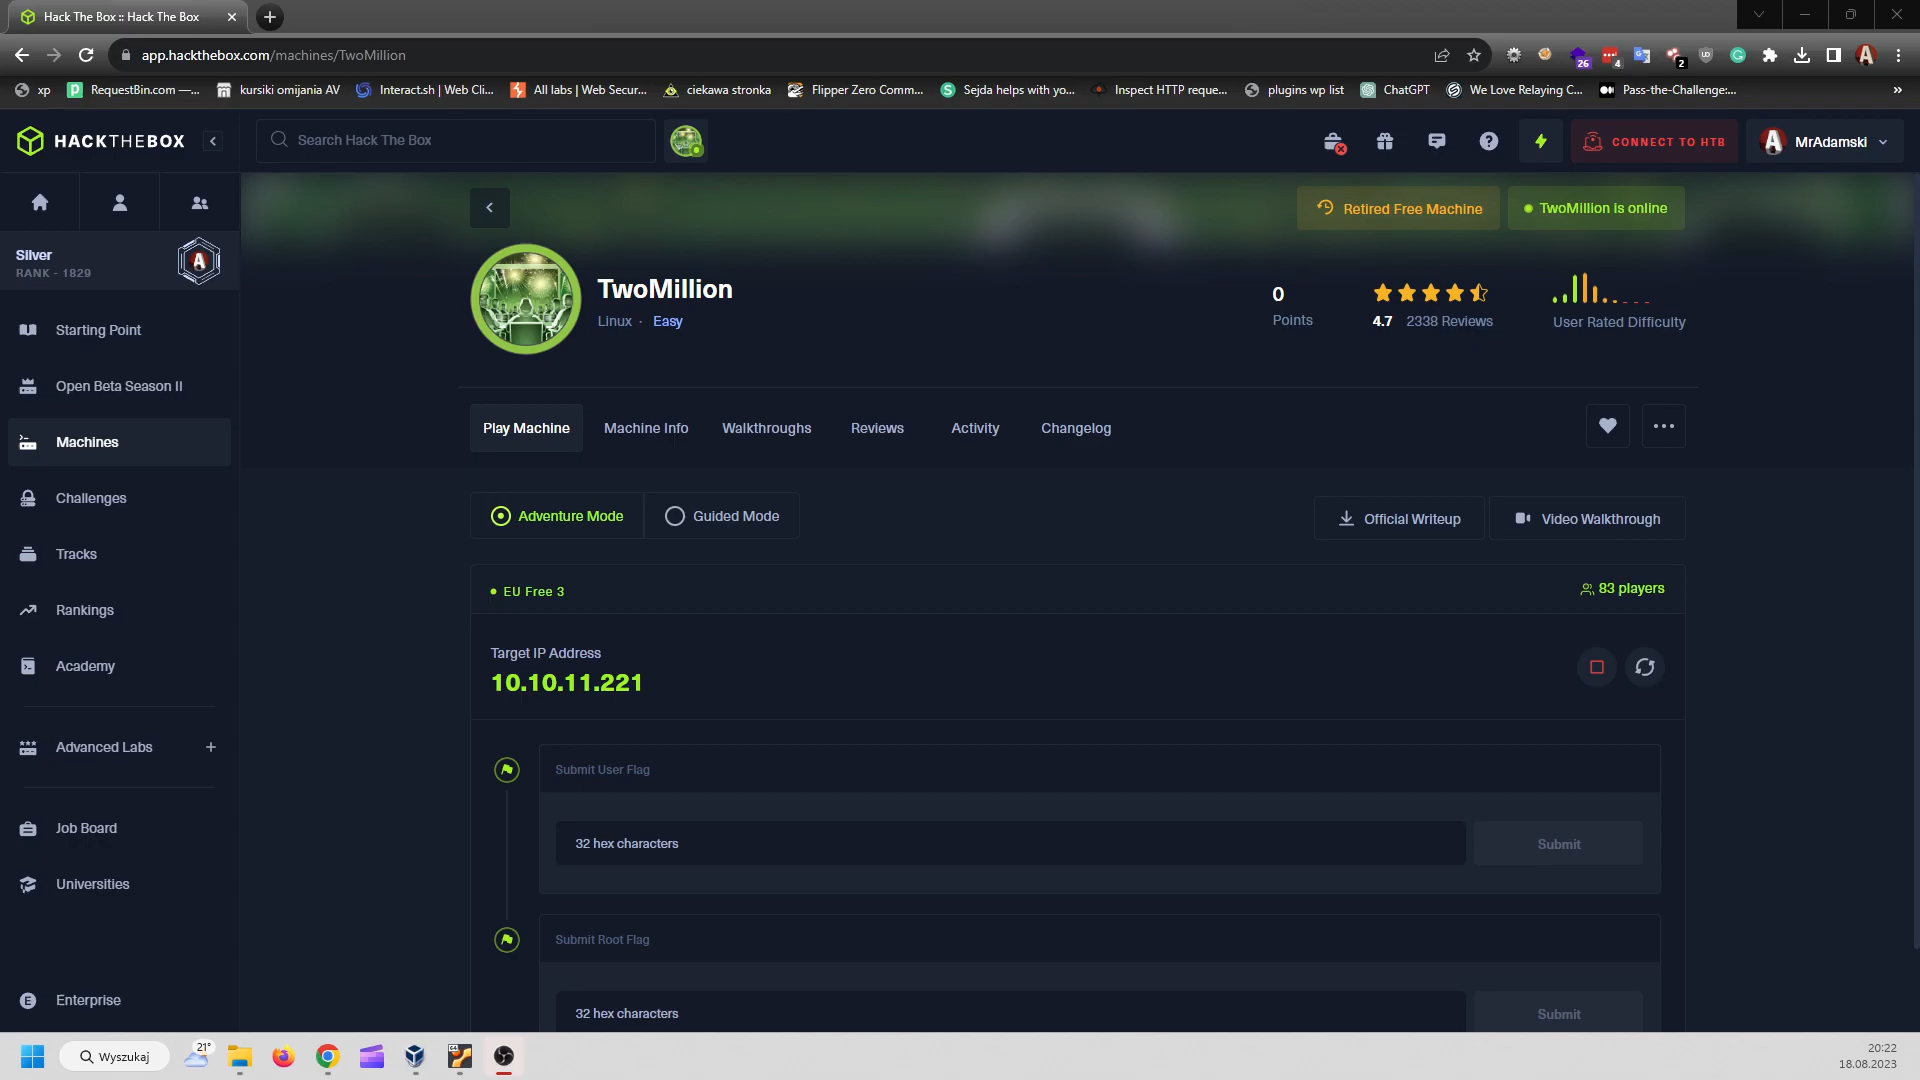 Hack The Box :: Hack The Box
app.hackthebox.com/machines/TwoMillion
26
4
2
xp
RequestBin.com —...
kursiki omijania AV
Interact.sh | Web Cli...
All labs | Web Secur...
ciekawa stronka
Flipper Zero Comm...
Sejda helps with yo...
Inspect HTTP reque...
plugins wp list
ChatGPT
We Love Relaying C...
Pass-the-Challenge:...
»
HACKTHEBOX
Search Hack The Box
CONNECT TO HTB
MrAdamski
Retired Free Machine
TwoMillion is online
Silver
RANK - 1829
TwoMillion
Linux · Easy
0
Points
4.7 2338 Reviews
User Rated Difficulty
Starting Point
Open Beta Season II
Machines
Challenges
Tracks
Rankings
Academy
Advanced Labs +
Job Board
Universities
Enterprise
Play Machine
Machine Info
Walkthroughs
Reviews
Activity
Changelog
Adventure Mode
Guided Mode
Official Writeup
Video Walkthrough
EU Free 3
83 players
Target IP Address
10.10.11.221
Submit User Flag
32 hex characters
Submit
Submit Root Flag
32 hex characters
Submit
Wyszukaj
21°
64
20:22
18.08.2023